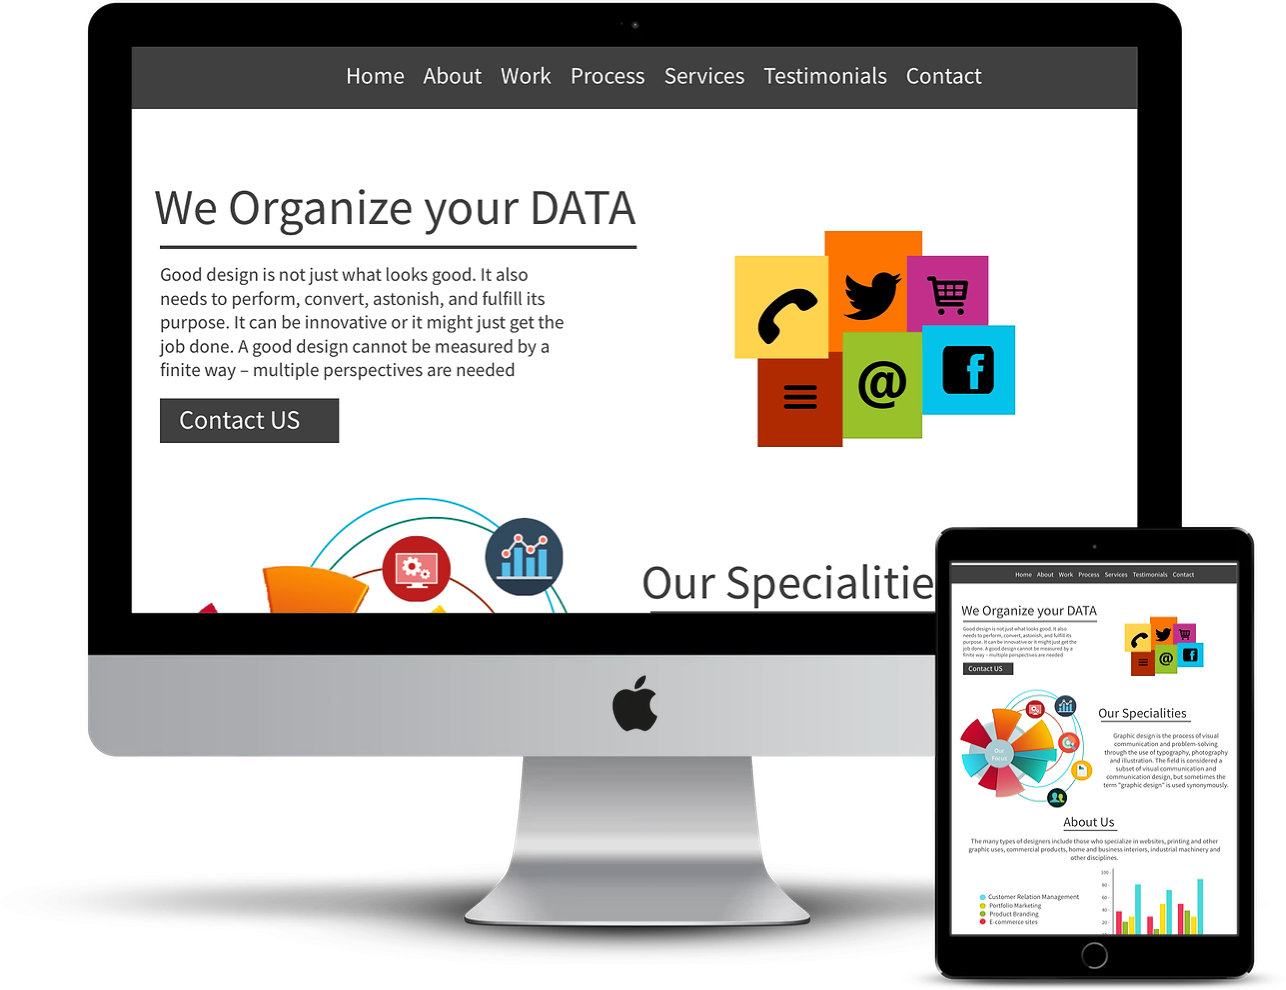 Home About Work Process Services Testimonials Contact
We Organize your DATA
Good design is not just what looks good. It also
needs to perform, convert, astonish, and fulfill its
purpose. It can be innovative or it might just get the
job done. A good design cannot be measured by a
finite way – multiple perspectives are needed
Contact US
@
f
Our Specialitie
Home About Work Process Services Testimonials Contact
We Organize your DATA
Good design is not just what looks good. It also
needs to perform, convert, astonish, and fulfill its
purpose. It can be innovative or it might just get the
job done. A good design cannot be measured by a
finite way – multiple perspectives are needed
Contact US
@
f
Our Specialities
Graphic design is the process of visual
communication and problem-solving
through the use of typography, photography
and illustration. The field is considered a
subset of visual communication and
communication design, but sometimes the
term "graphic design" is used synonymously.
Our
Focus
About Us
The many types of designers include those who specialize in websites, printing and other
graphic uses, commercial products, home and business interiors, industrial machinery and
other disciplines.
Customer Relation Management
Portfolio Marketing
Product Branding
E-commerce sites
100
80
60
40
20